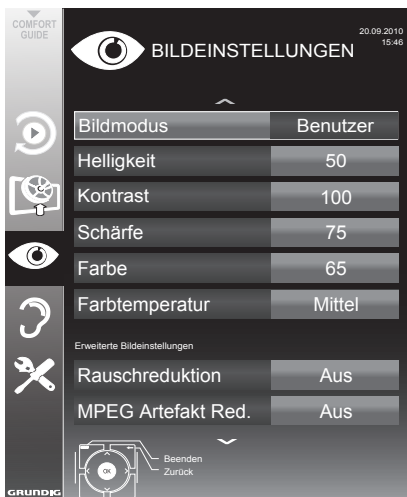 COMFORT
GUIDE
BILDEINSTELLUNGEN
20.09.2010
15:46
Bildmodus Benutzer
Helligkeit 50
Kontrast 100
Schärfe 75
Farbe 65
Farbtemperatur Mittel
Erweiterte Bildeinstellungen
Rauschreduktion Aus
MPEG Artefakt Red. Aus
OK
Beenden
Zurück
GRUNDIG